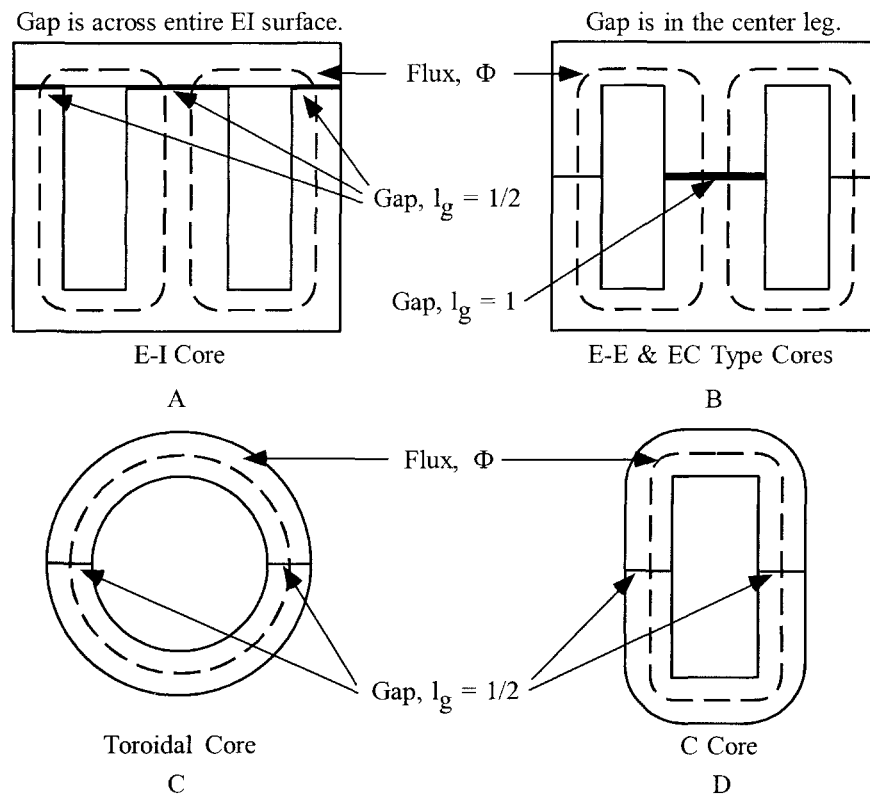 Gap is across entire EI surface.
Gap is in the center leg.
Flux, Φ
Gap, lg = 1/2
Gap, lg = 1
E-I Core
E-E & EC Type Cores
A
B
Flux, Φ
Gap, lg = 1/2
Toroidal Core
C Core
C
D